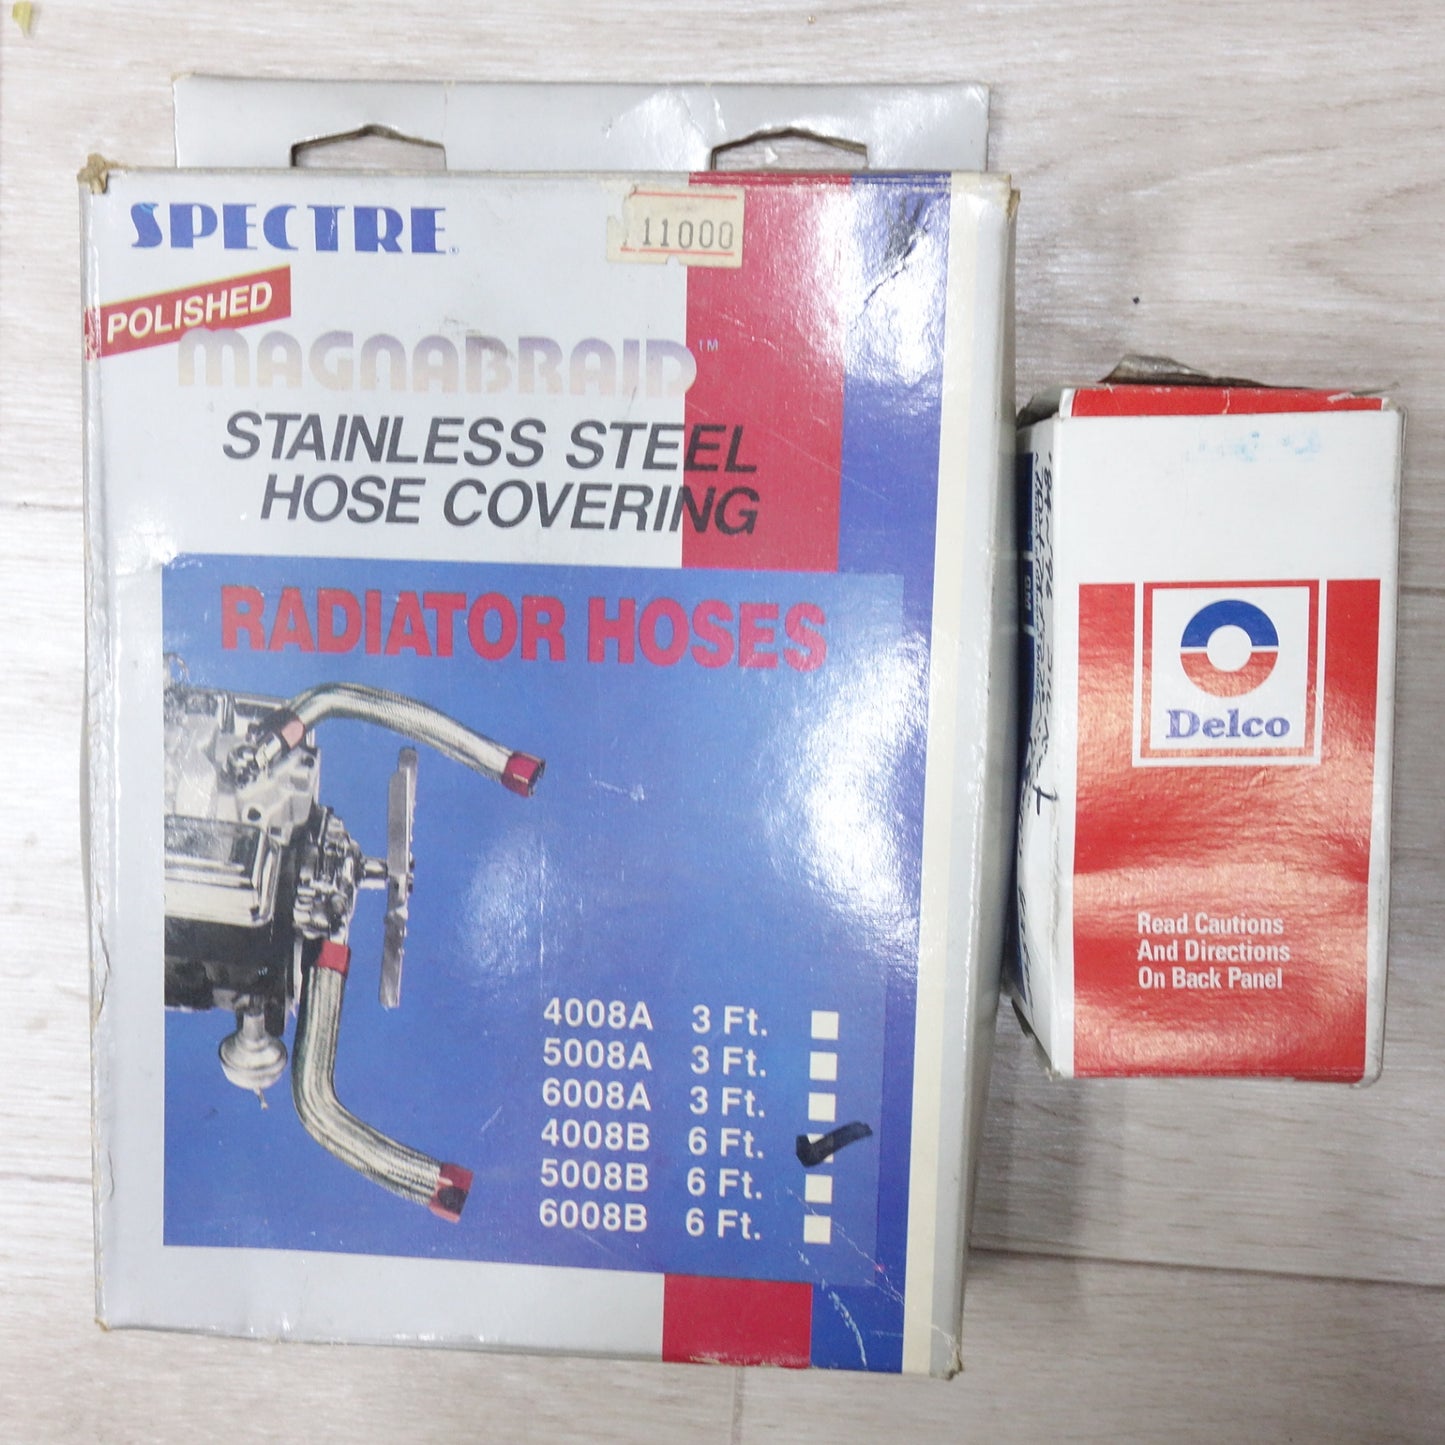 SPECTRE®
11000
POLISHED
MAGNABRAID™
STAINLESS STEEL
HOSE COVERING
RADIATOR HOSES
4008A 3 Ft.
5008A 3 Ft.
6008A 3 Ft.
4008B 6 Ft.
5008B 6 Ft.
6008B 6 Ft.
Delco
Read Cautions
And Directions
On Back Panel
GM